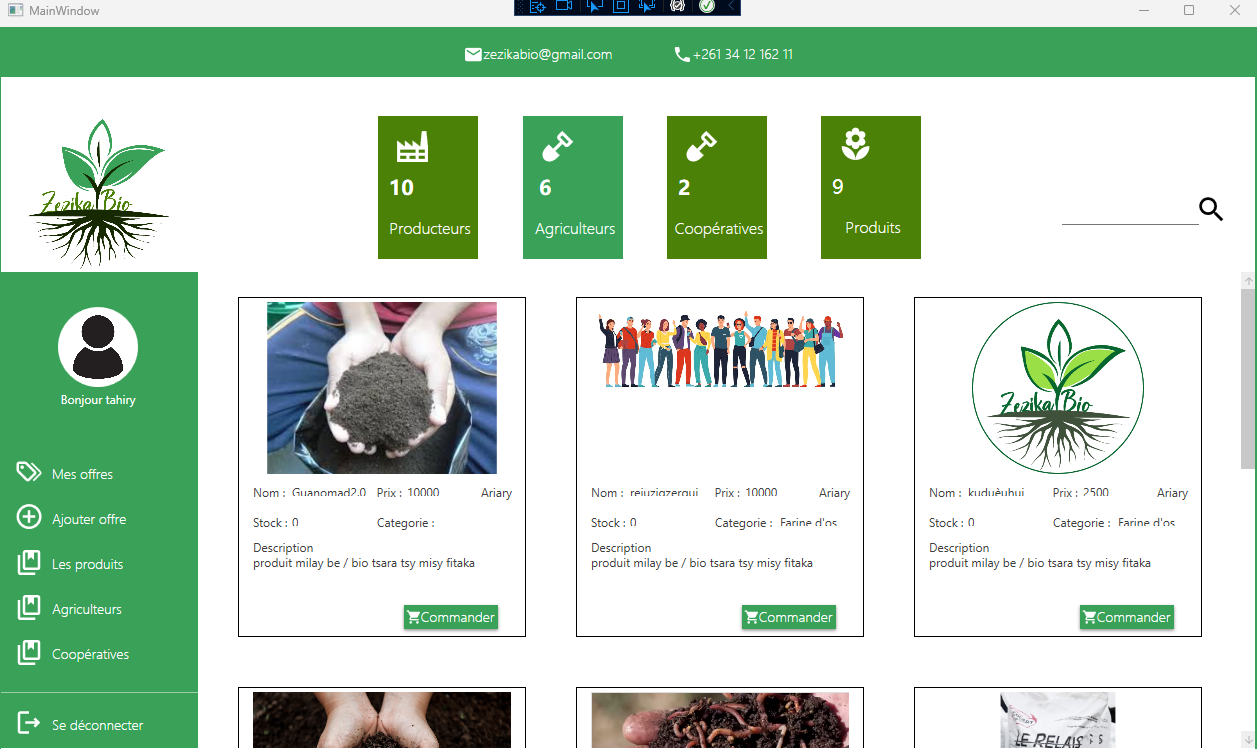 MainWindow
zezikabio@gmail.com
+261 34 12 162 11
Zezika Bio
10
Producteurs
6
Agriculteurs
2
Coopératives
9
Produits
Bonjour tahiry
Mes offres
Ajouter offre
Les produits
Agriculteurs
Coopératives
Se déconnecter
Nom : Guanomad2.0 Prix : 10000 Ariary
Stock : 0 Categorie :
Description
produit milay be / bio tsara tsy misy fitaka
Commander
Nom : Prix : 10000 Ariary
Stock : 0 Categorie : Farine d'os
Description
produit milay be / bio tsara tsy misy fitaka
Commander
Zezika Bio
Nom : Prix : 2500 Ariary
Stock : 0 Categorie : Farine d'os
Description
produit milay be / bio tsara tsy misy fitaka
Commander
LE RELAIS